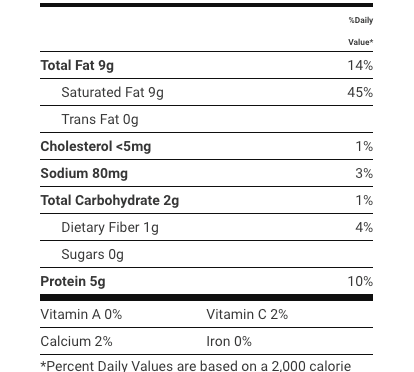 %Daily
Value*
Total Fat 9g 14%
Saturated Fat 9g 45%
Trans Fat 0g
Cholesterol <5mg 1%
Sodium 80mg 3%
Total Carbohydrate 2g 1%
Dietary Fiber 1g 4%
Sugars 0g
Protein 5g 10%
Vitamin A 0% Vitamin C 2%
Calcium 2% Iron 0%
*Percent Daily Values are based on a 2,000 calorie